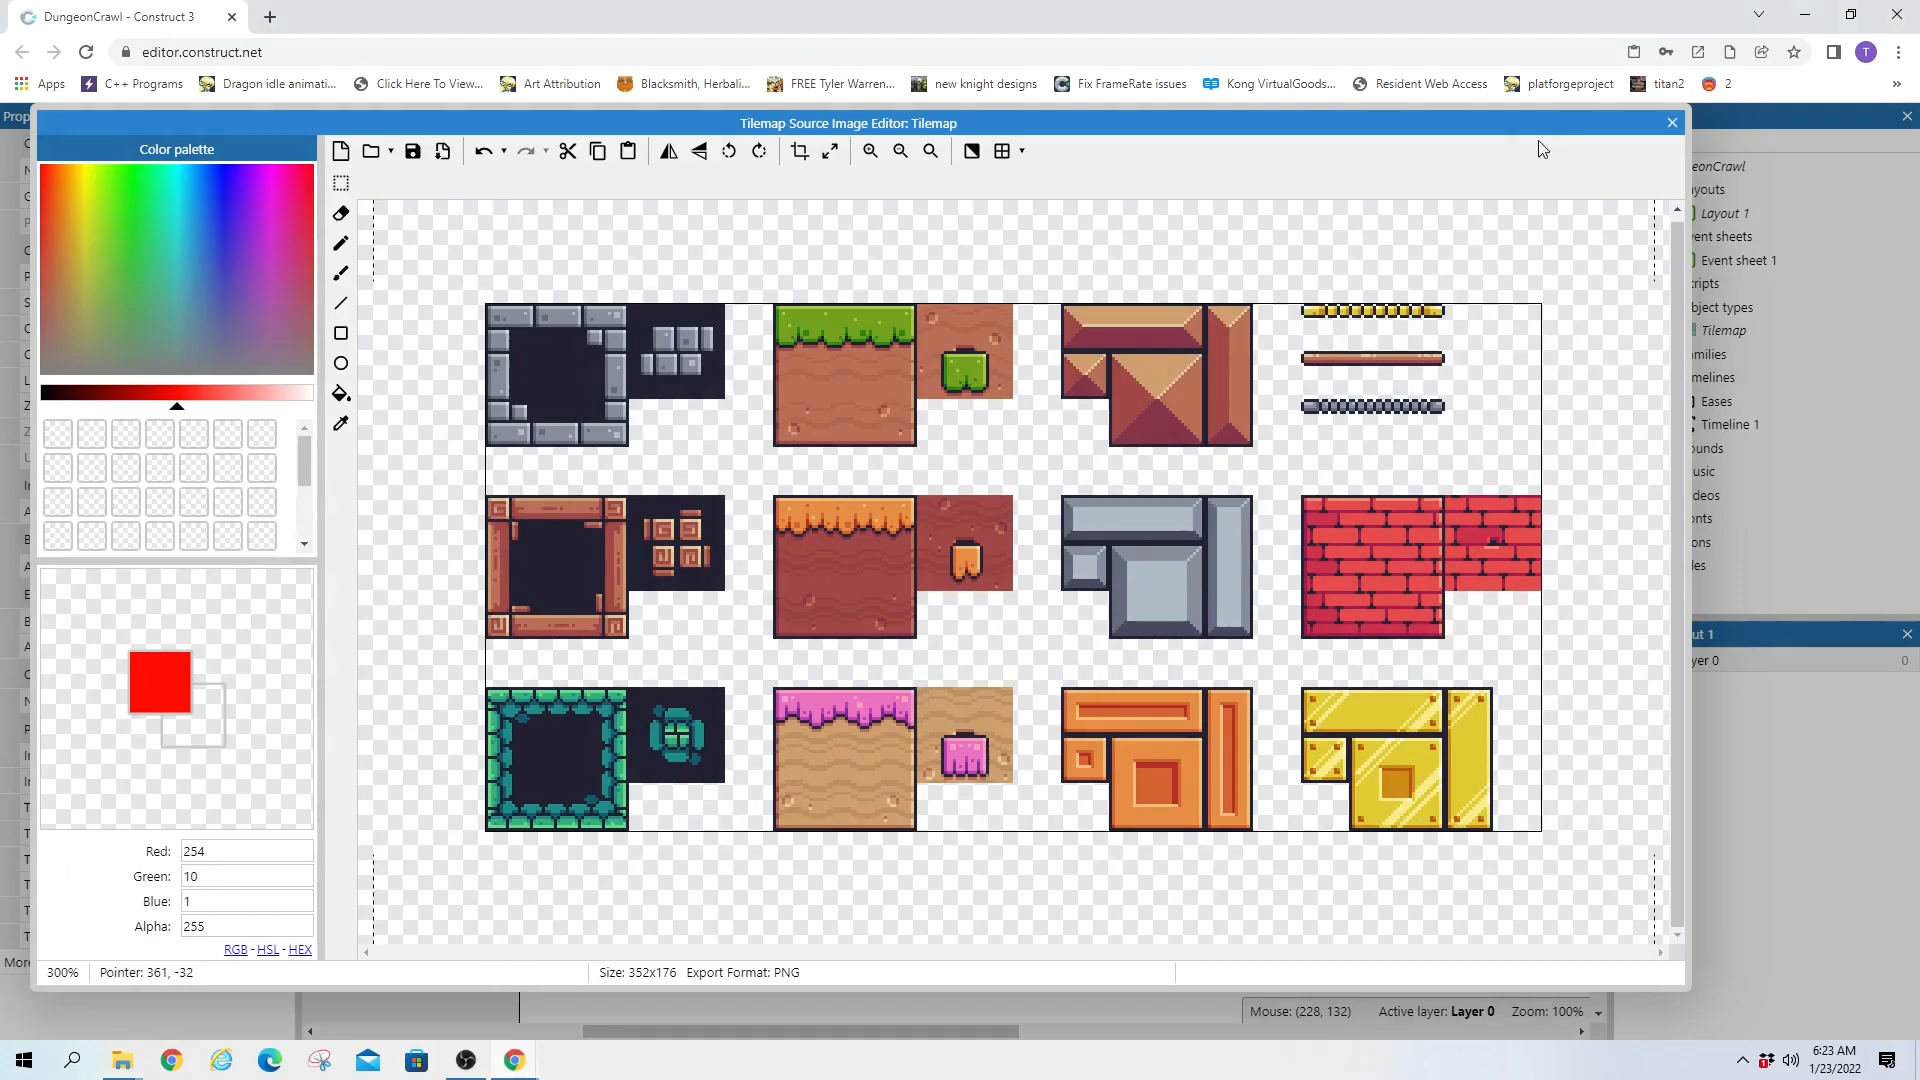 DungeonCrawl - Construct 3
editor.construct.net
Apps
C++ Programs
Dragon idle animati...
Click Here To View...
Art Attribution
Blacksmith, Herbali...
FREE Tyler Warren...
new knight designs
Fix FrameRate issues
Kong VirtualGoods...
Resident Web Access
platforgeproject
titan2
2
Prop
Tilemap Source Image Editor: Tilemap
Color palette
eonCrawl
youts
Layout 1
ent sheets
Event sheet 1
ripts
bject types
Tilemap
amilies
melines
Eases
Timeline 1
ounds
usic
deos
onts
ons
les
ut 1
yer 0
0
Red: 254
Green: 10
Blue: 1
Alpha: 255
RGB - HSL - HEX
More
300%
Pointer: 361, -32
Size: 352x176
Export Format: PNG
Mouse: (228, 132)
Active layer: Layer 0
Zoom: 100%
T
6:23 AM
1/23/2022